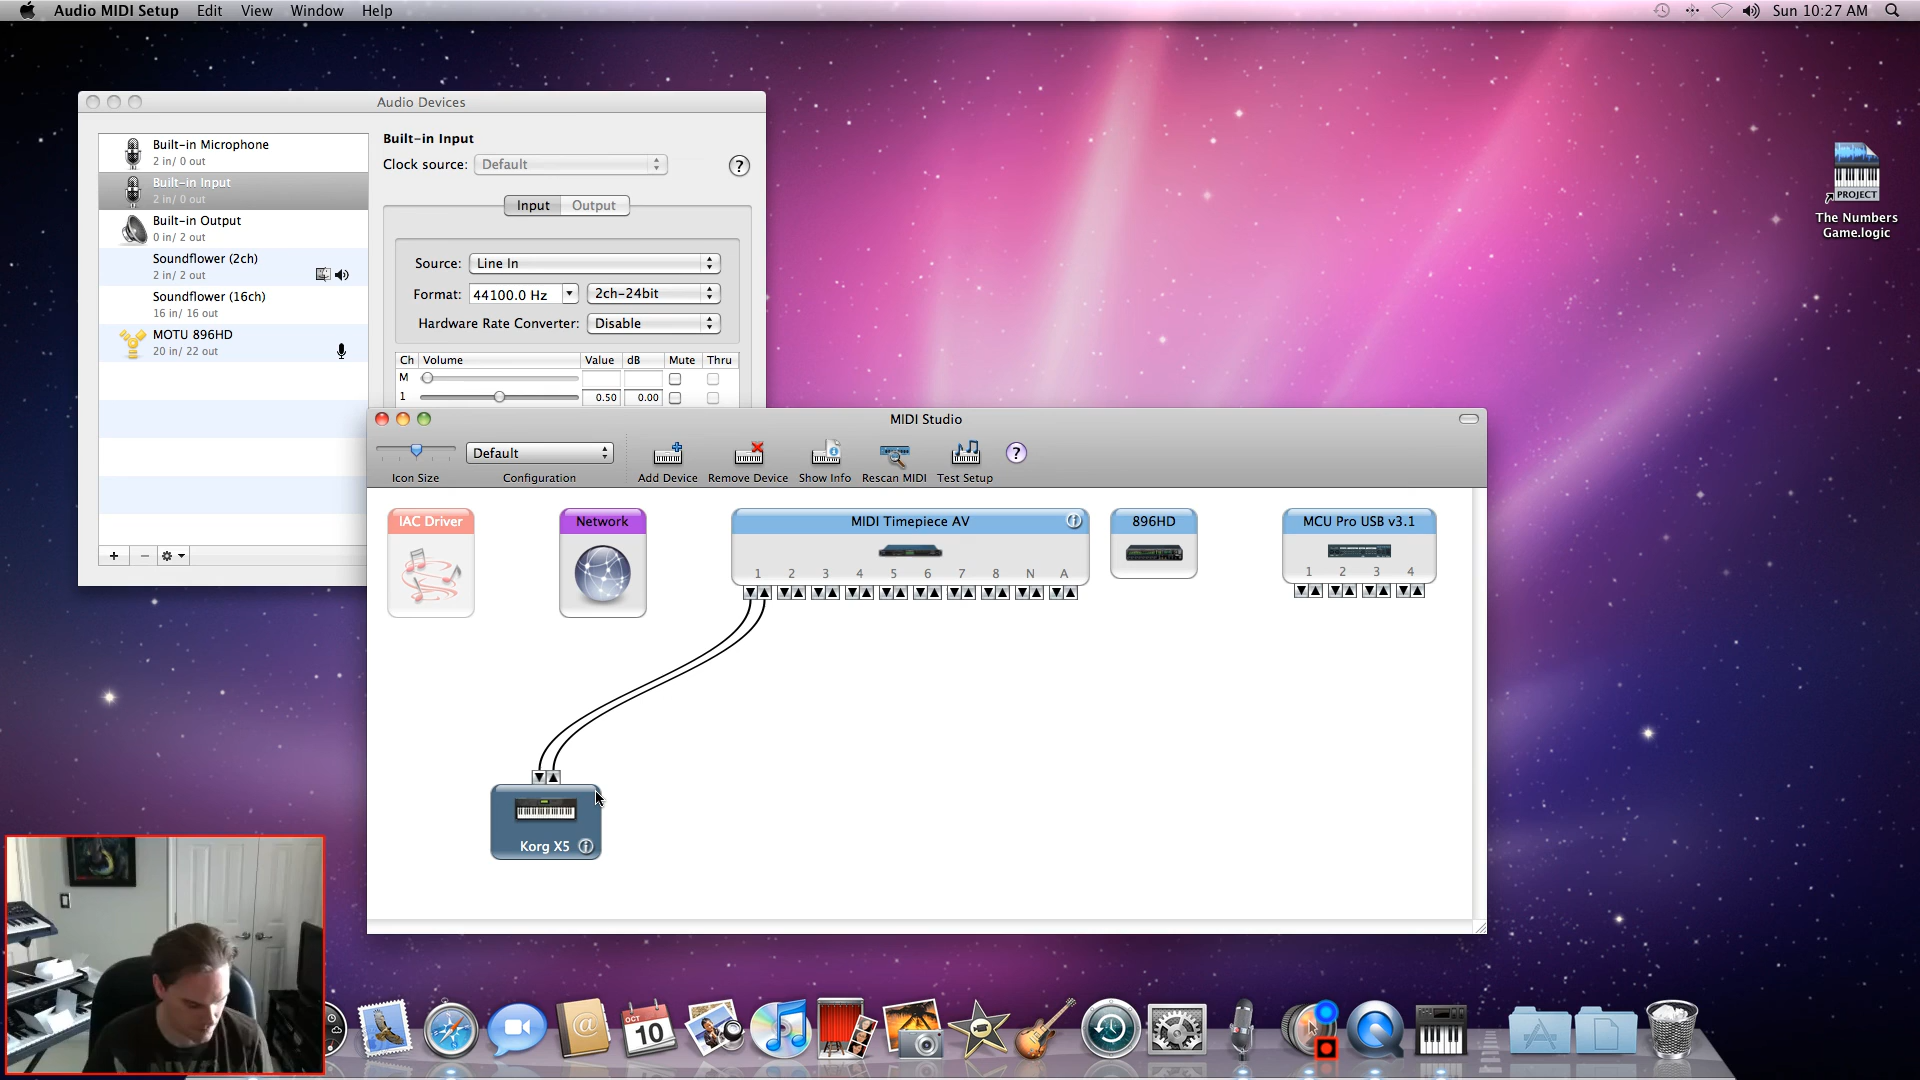 Audio MIDI Setup Edit View Window Help
Sun 10:27 AM
Audio Devices
Built-in Microphone
2 in/ 0 out
Built-in Input
2 in/ 0 out
Built-in Output
0 in/ 2 out
Soundflower (2ch)
2 in/ 2 out
Soundflower (16ch)
16 in/ 16 out
MOTU 896HD
20 in/ 22 out
Built-in Input
Clock source: Default
?
Input Output
Source: Line In
Format: 44100.0 Hz 2ch-24bit
Hardware Rate Converter: Disable
Ch Volume Value dB Mute Thru
M
1 0.50 0.00
PROJECT
The Numbers
Game.logic
MIDI Studio
Default
?
Icon Size Configuration Add Device Remove Device Show Info Rescan MIDI Test Setup
IAC Driver
Network
MIDI Timepiece AV
1 2 3 4 5 6 7 8 N A
896HD
MCU Pro USB v3.1
1 2 3 4
Korg X5
OCT
10